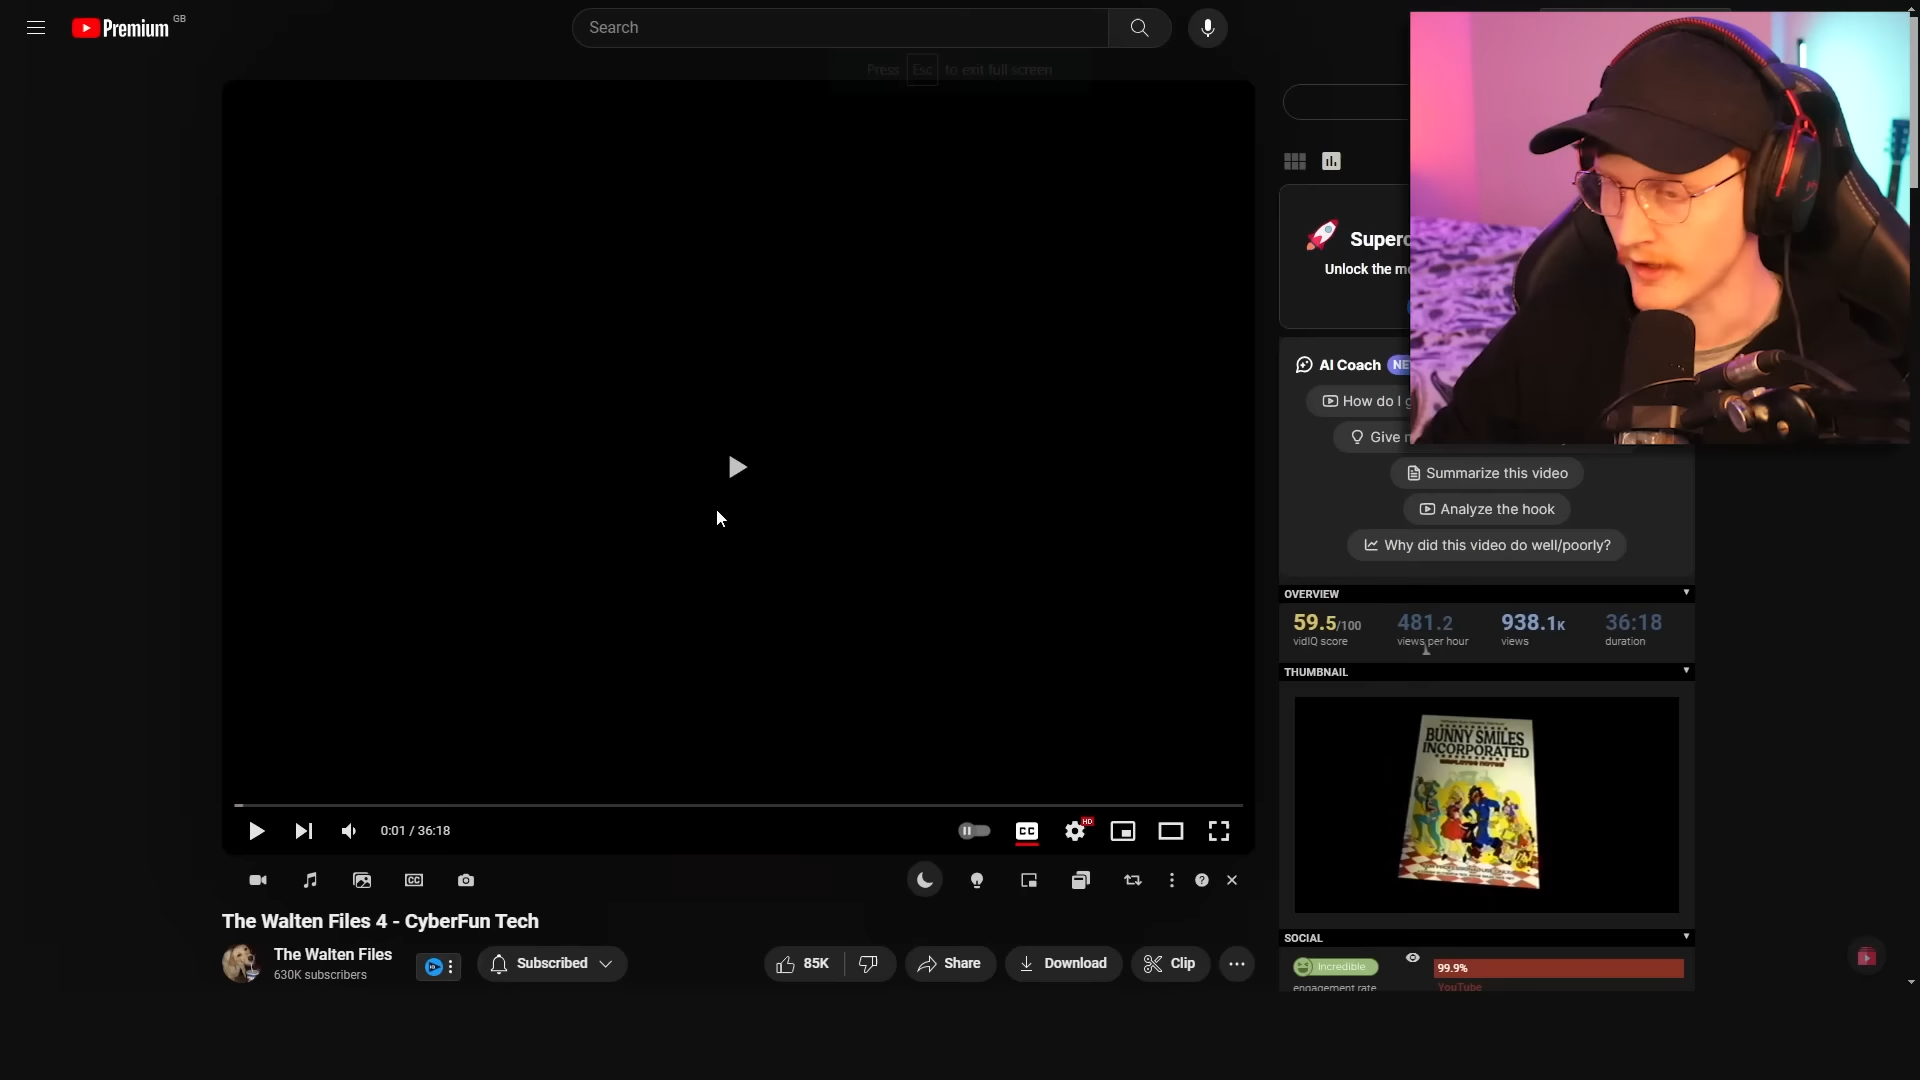 Premium GB
Search
Press Esc to exit full screen
Superc
Unlock the mo
AI Coach NE
How do I g
Give
Summarize this video
Analyze the hook
Why did this video do well/poorly?
OVERVIEW
59.5/100 481.2 938.1K 36:18
vidIQ score views per hour views duration
THUMBNAIL
BUNNY SMILES
INCORPORATED
0:01 / 36:18
CC HD
CC
The Walten Files 4 - CyberFun Tech
The Walten Files
630K subscribers
Subscribed
85K Share Download Clip
SOCIAL
Incredible 99.9%
engagement rate YouTube